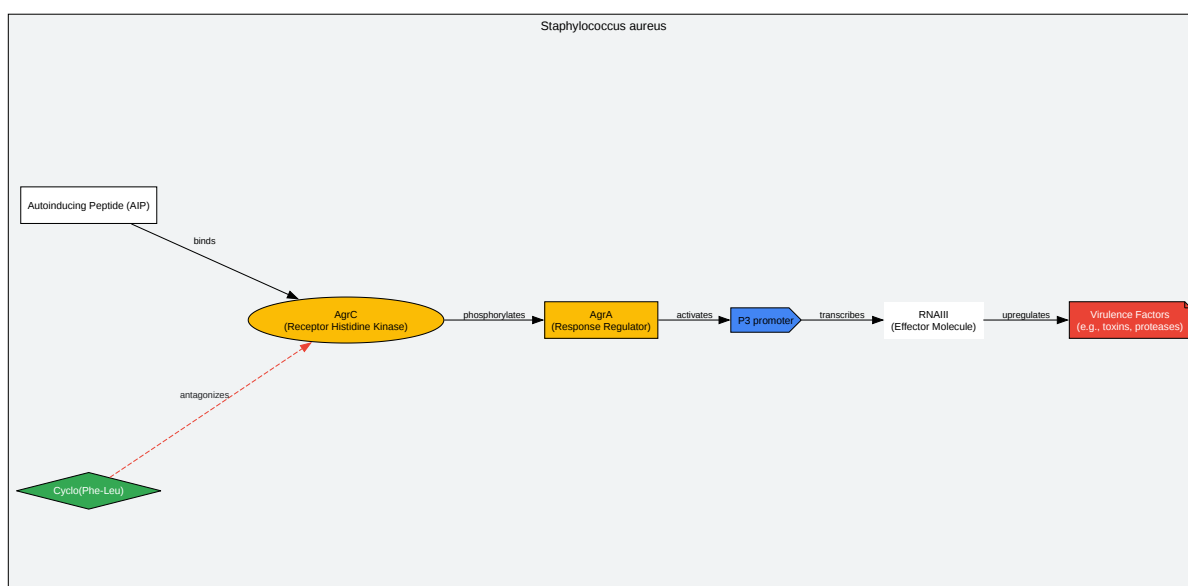 Staphylococcus aureus
Autoinducing Peptide (AIP)
binds
AgrC
(Receptor Histidine Kinase)
phosphorylates
AgrA
(Response Regulator)
activates
P3 promoter
transcribes
RNAIII
(Effector Molecule)
upregulates
Virulence Factors
(e.g., toxins, proteases)
antagonizes
Cyclo(Phe-Leu)